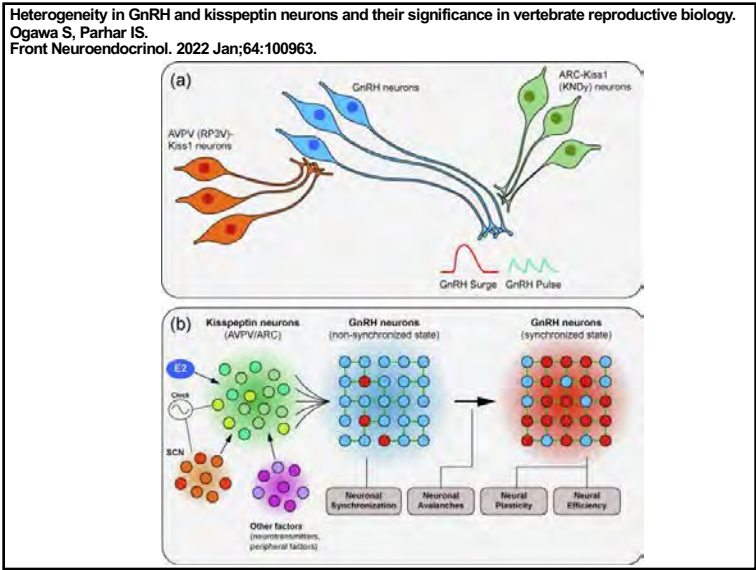 Heterogeneity in GnRH and kisspeptin neurons and their significance in vertebrate reproductive biology.
Ogawa S, Parhar IS.
Front Neuroendocrinol. 2022 Jan;64:100963.
(a)
GnRH neurons
ARC-Kiss1
(KNDy) neurons
AVPV (RP3V)-
Kiss1 neurons
GnRH Surge
GnRH Pulse
(b)
Kisspeptin neurons
(AVPV/ARC)
GnRH neurons
(non-synchronized state)
GnRH neurons
(synchronized state)
E2
Clock
SCN
Other factors
(neurotransmitters,
peripheral factors)
Neuronal
Synchronization
Neuronal
Avalanches
Neural
Plasticity
Neural
Efficiency